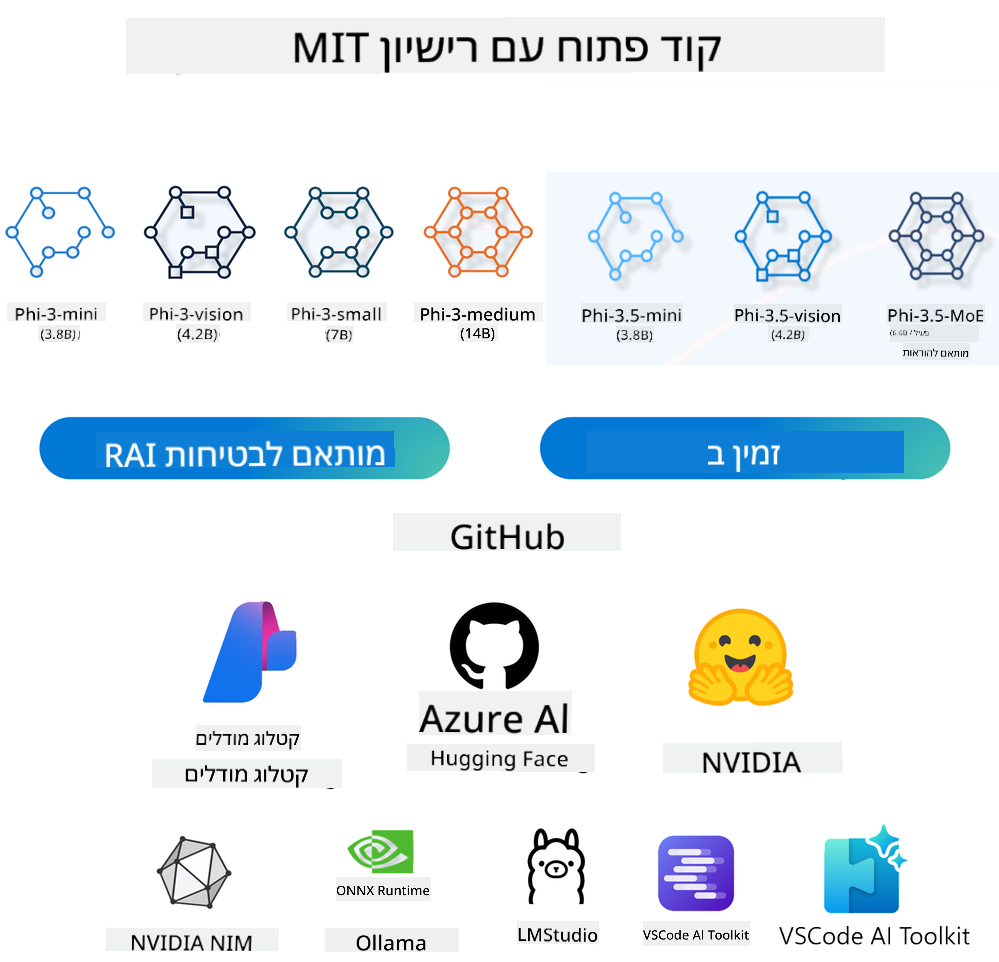 קוד פתוח עם רישיון MIT
Phi-3-mini
(3.8B)
Phi-3-vision
(4.2B)
Phi-3-small
(7B)
Phi-3-medium
(14B)
Phi-3.5-mini
(3.8B)
Phi-3.5-vision
(4.2B)
Phi-3.5-MoE
(6.6B / פעיל
מותאם להוראות
מותאם לבטיחות RAI
זמין ב
GitHub
קטלוג מודלים
קטלוג מודלים
Azure Al
Hugging Face
NVIDIA
ONNX Runtime
NVIDIA NIM
Ollama
LMStudio
VSCode AI Toolkit
VSCode AI Toolkit